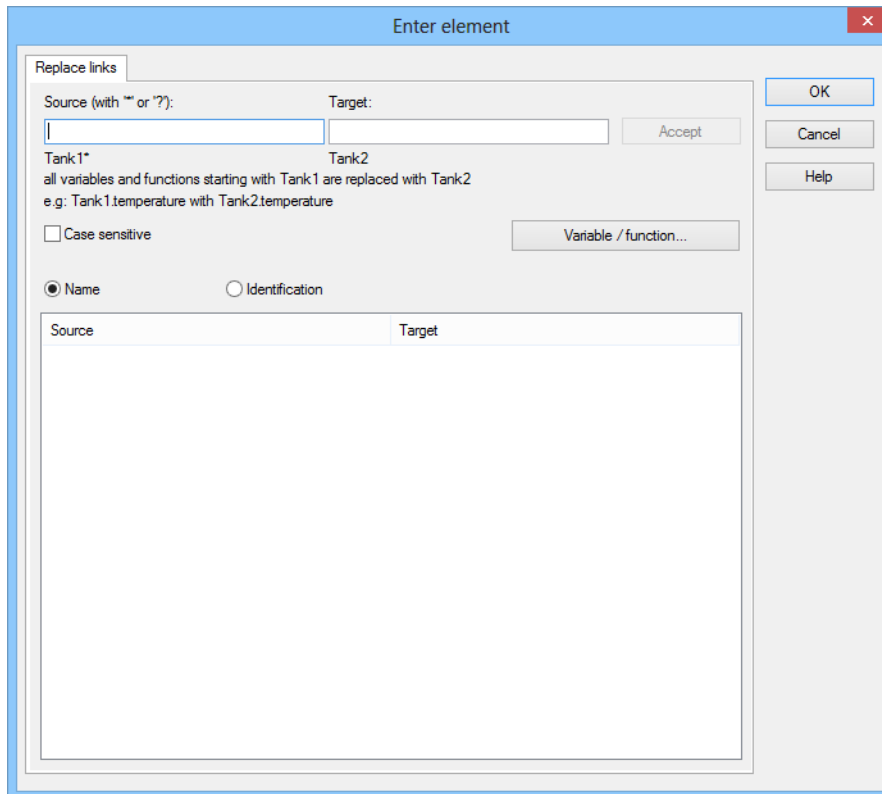 Enter element
Replace links
Source (with '*' or '?'):
Target:
Accept
Tank1*
Tank2
all variables and functions starting with Tank1 are replaced with Tank2
e.g: Tank1.temperature with Tank2.temperature
Case sensitive
Variable / function...
Name
Identification
Source
Target
OK
Cancel
Help